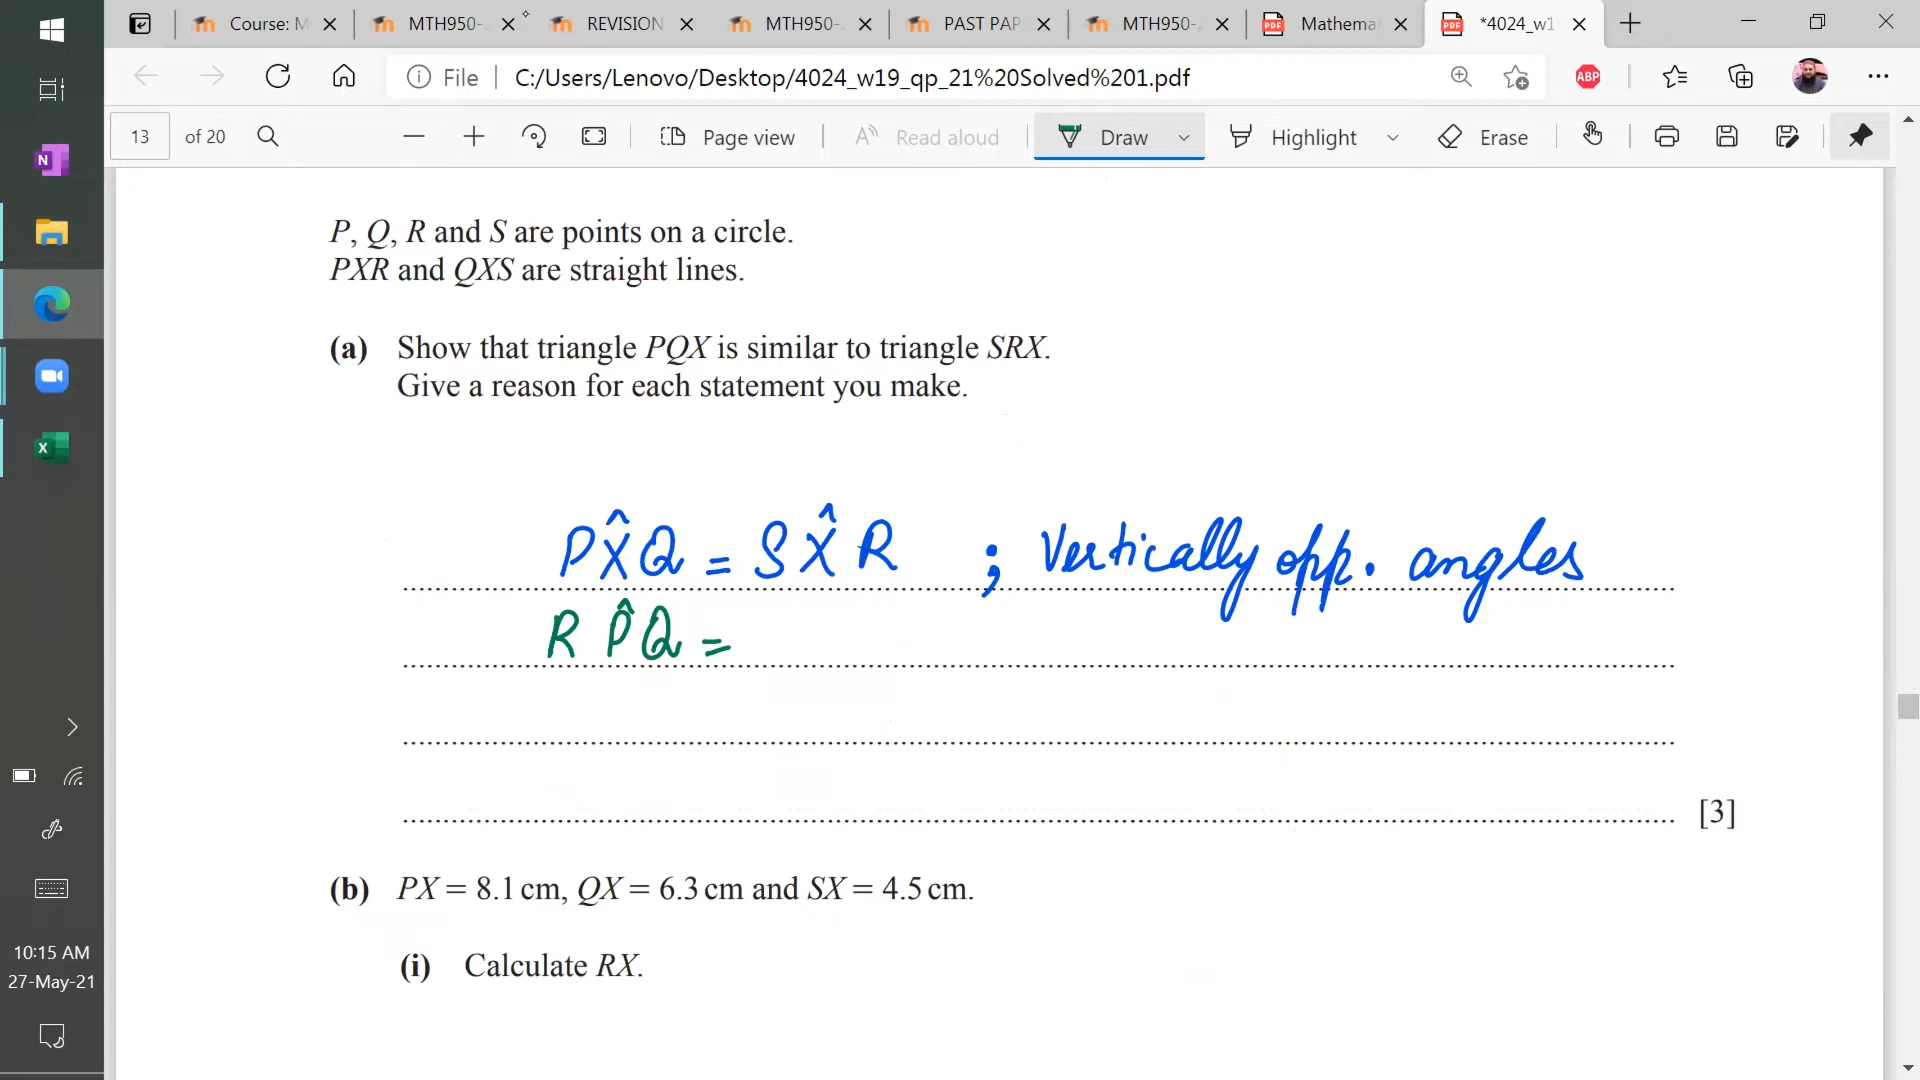 Course: M
MTH950-
REVISION
MTH950-
PAST PAP
MTH950-
Mathema
*4024_w1
File
C:/Users/Lenovo/Desktop/4024_w19_qp_21%20Solved%201.pdf
ABP
13 of 20
Page view
Read aloud
Draw
Highlight
Erase
P, Q, R and S are points on a circle.
PXR and QXS are straight lines.
(a) Show that triangle PQX is similar to triangle SRX.
Give a reason for each statement you make.
PX̂Q = SX̂R ; Vertically opp. angles
RP̂Q =
[3]
(b) PX = 8.1 cm, QX = 6.3 cm and SX = 4.5 cm.
(i) Calculate RX.
10:15 AM
27-May-21